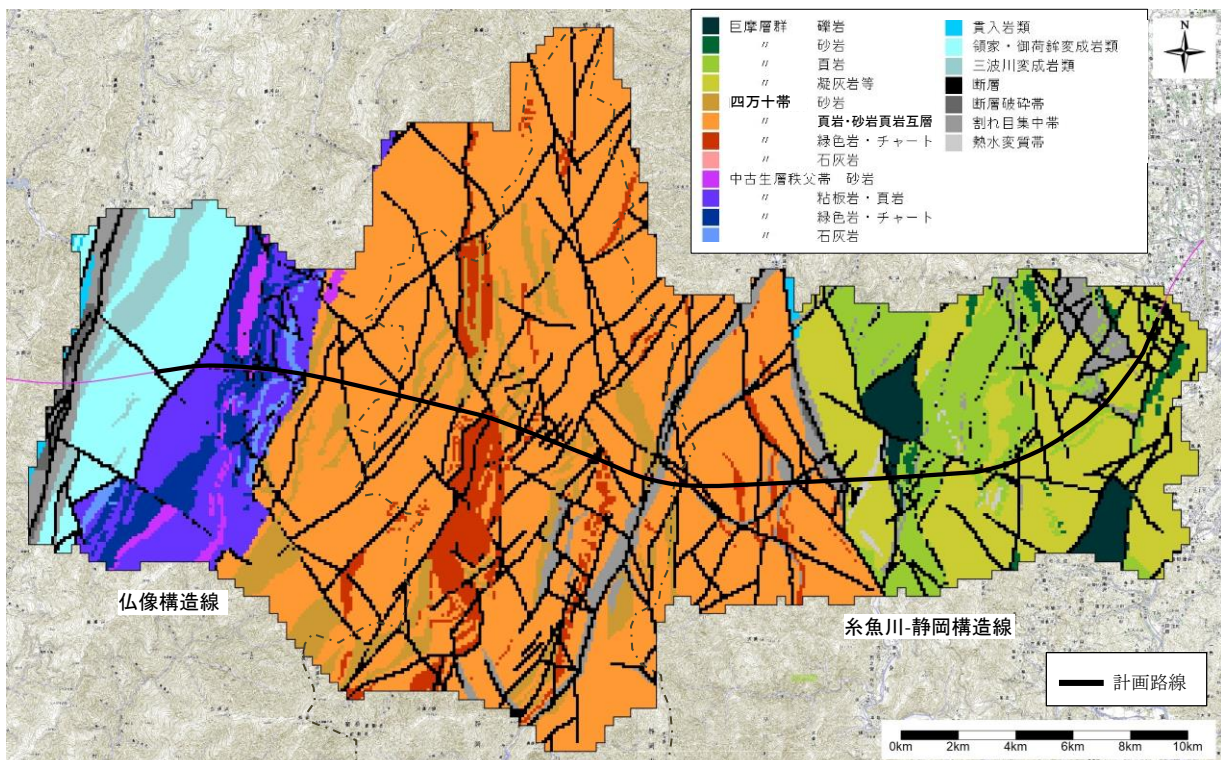 巨摩層群 礫岩
〃 砂岩
〃 頁岩
〃 凝灰岩等
四万十帯 砂岩
〃 頁岩・砂岩頁岩互層
〃 緑色岩・チャート
〃 石灰岩
中古生層秩父帯 砂岩
〃 粘板岩・頁岩
〃 緑色岩・チャート
〃 石灰岩
貫入岩類
領家・御荷鉾変成岩類
三波川変成岩類
断層
断層破砕帯
割れ目集中帯
熱水変質帯
N
仏像構造線
糸魚川-静岡構造線
計画路線
0km 2km 4km 6km 8km 10km